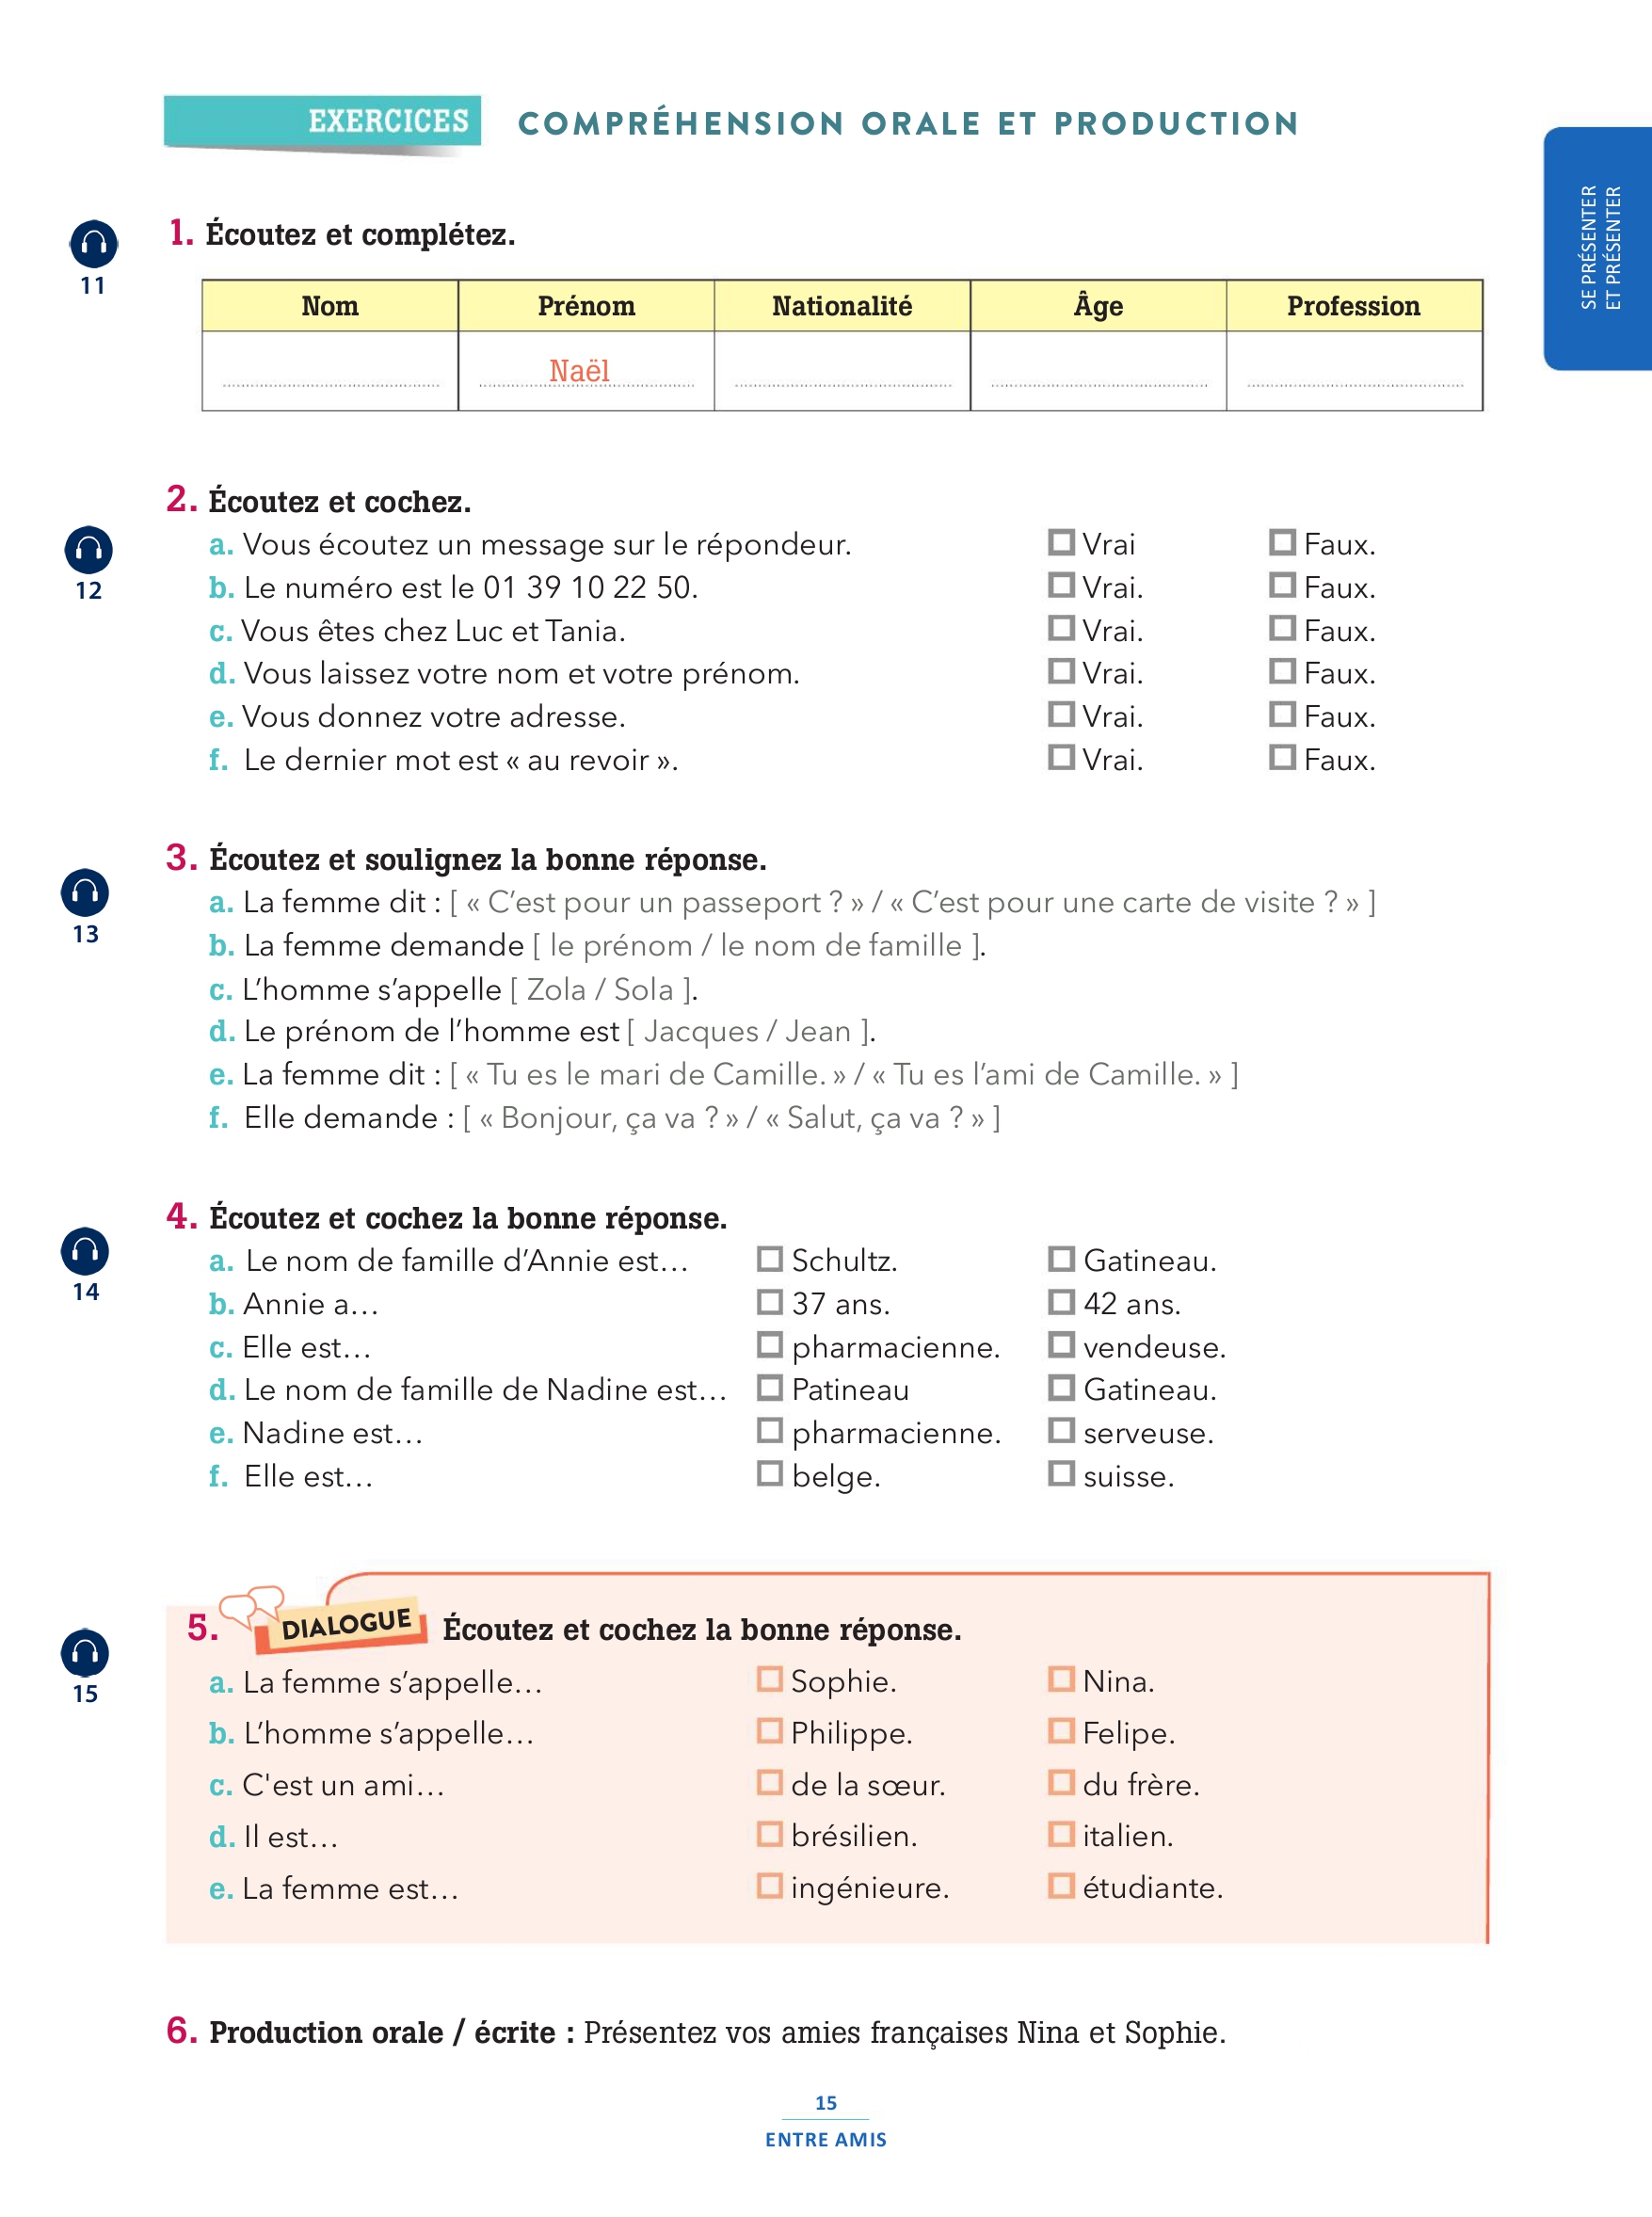 EXERCICES COMPRÉHENSION ORALE ET PRODUCTION
SE PRÉSENTER
ET PRÉSENTER
1. Écoutez et complétez.
11
Nom Prénom Nationalité Âge Profession
Naël
2. Écoutez et cochez.
12
a. Vous écoutez un message sur le répondeur. Vrai Faux.
b. Le numéro est le 01 39 10 22 50. Vrai. Faux.
c. Vous êtes chez Luc et Tania. Vrai. Faux.
d. Vous laissez votre nom et votre prénom. Vrai. Faux.
e. Vous donnez votre adresse. Vrai. Faux.
f. Le dernier mot est « au revoir ». Vrai. Faux.
3. Écoutez et soulignez la bonne réponse.
13
a. La femme dit : [ « C’est pour un passeport ? » / « C’est pour une carte de visite ? » ]
b. La femme demande [ le prénom / le nom de famille ].
c. L’homme s’appelle [ Zola / Sola ].
d. Le prénom de l’homme est [ Jacques / Jean ].
e. La femme dit : [ « Tu es le mari de Camille. » / « Tu es l’ami de Camille. » ]
f. Elle demande : [ « Bonjour, ça va ? » / « Salut, ça va ? » ]
4. Écoutez et cochez la bonne réponse.
14
a. Le nom de famille d’Annie est… Schultz. Gatineau.
b. Annie a… 37 ans. 42 ans.
c. Elle est… pharmacienne. vendeuse.
d. Le nom de famille de Nadine est… Patineau Gatineau.
e. Nadine est… pharmacienne. serveuse.
f. Elle est… belge. suisse.
5. DIALOGUE Écoutez et cochez la bonne réponse.
15
a. La femme s’appelle… Sophie. Nina.
b. L’homme s’appelle… Philippe. Felipe.
c. C'est un ami… de la sœur. du frère.
d. Il est… brésilien. italien.
e. La femme est… ingénieure. étudiante.
6. Production orale / écrite : Présentez vos amies françaises Nina et Sophie.
15
ENTRE AMIS